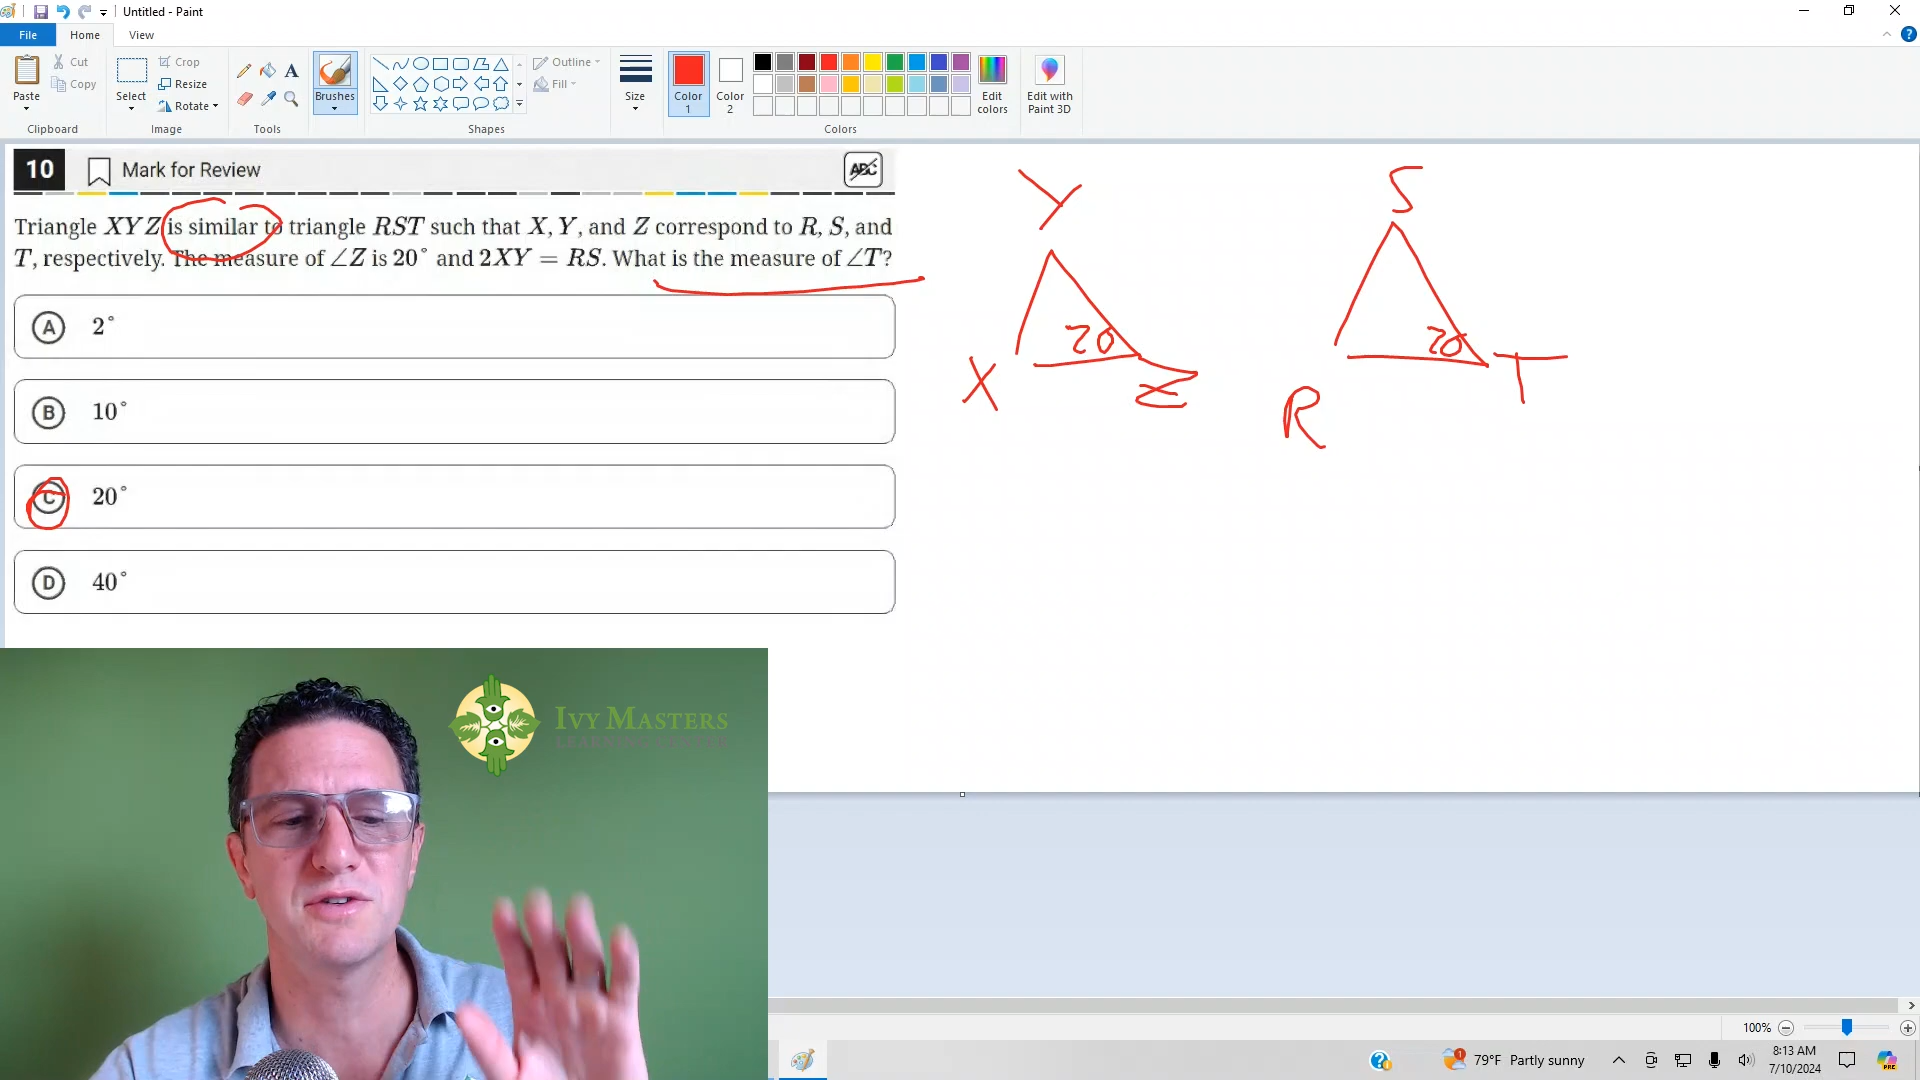 Untitled - Paint
File Home View
Paste
Cut
Copy
Clipboard
Select
Crop
Resize
Rotate
Image
Tools
Brushes
Shapes
Outline
Fill
Size
Color 1
Color 2
Colors
Edit colors
Edit with Paint 3D
10 Mark for Review ABC
Triangle XYZ is similar to triangle RST such that X, Y, and Z correspond to R, S, and
T, respectively. The measure of ∠Z is 20° and 2XY = RS. What is the measure of ∠T?
A 2°
B 10°
C 20°
D 40°
Y
X
20
Z
S
R
20
T
IVY MASTERS
LEARNING CENTER
100%
1
79°F Partly sunny
8:13 AM
7/10/2024
PRE